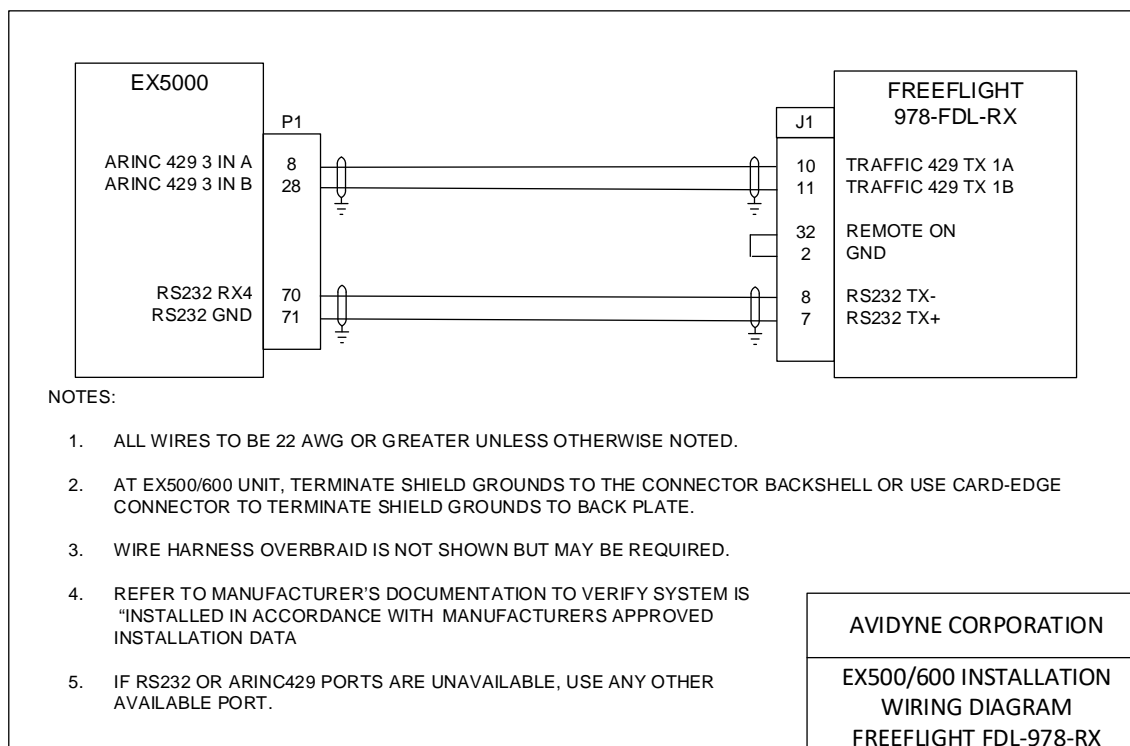 EX5000
P1
ARINC 429 3 IN A 8
ARINC 429 3 IN B 28
RS232 RX4 70
RS232 GND 71
FREEFLIGHT
978-FDL-RX
J1
10 TRAFFIC 429 TX 1A
11 TRAFFIC 429 TX 1B
32 REMOTE ON
2 GND
8 RS232 TX-
7 RS232 TX+
NOTES:
1. ALL WIRES TO BE 22 AWG OR GREATER UNLESS OTHERWISE NOTED.
2. AT EX500/600 UNIT, TERMINATE SHIELD GROUNDS TO THE CONNECTOR BACKSHELL OR USE CARD-EDGE
CONNECTOR TO TERMINATE SHIELD GROUNDS TO BACK PLATE.
3. WIRE HARNESS OVERBRAID IS NOT SHOWN BUT MAY BE REQUIRED.
4. REFER TO MANUFACTURER'S DOCUMENTATION TO VERIFY SYSTEM IS
“INSTALLED IN ACCORDANCE WITH MANUFACTURERS APPROVED
INSTALLATION DATA
5. IF RS232 OR ARINC429 PORTS ARE UNAVAILABLE, USE ANY OTHER
AVAILABLE PORT.
AVIDYNE CORPORATION
EX500/600 INSTALLATION
WIRING DIAGRAM
FREEFLIGHT FDL-978-RX